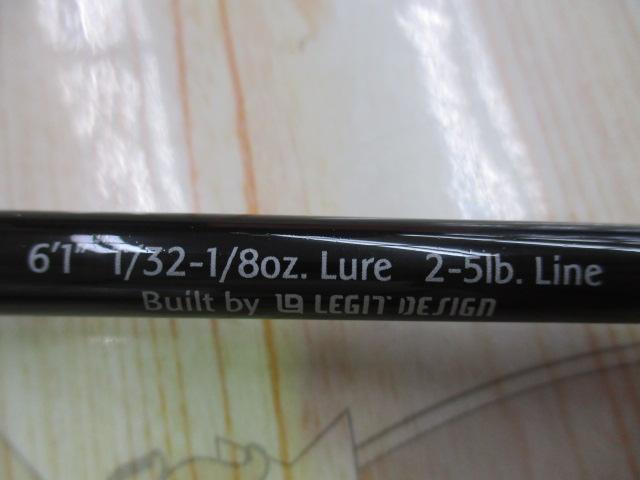 6'1" 1/32-1/8oz. Lure 2-5lb. Line
Built by LEGIT DESIGN